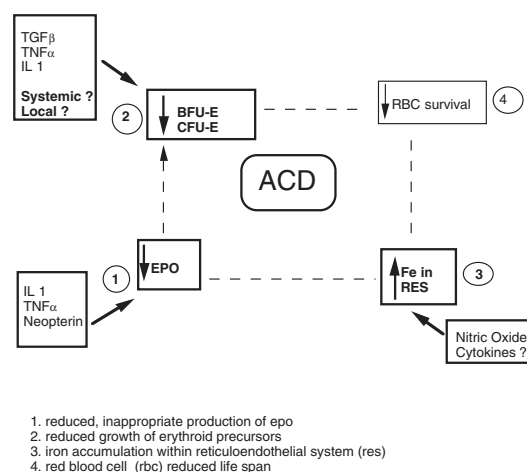 TGFβ
TNFα
IL 1
Systemic ?
Local ?
2
BFU-E
CFU-E
RBC survival
4
ACD
1
EPO
Fe in
RES
3
IL 1
TNFα
Neopterin
Nitric Oxide
Cytokines ?
1. reduced, inappropriate production of epo
2. reduced growth of erythroid precursors
3. iron accumulation within reticuloendothelial system (res)
4. red blood cell (rbc) reduced life span